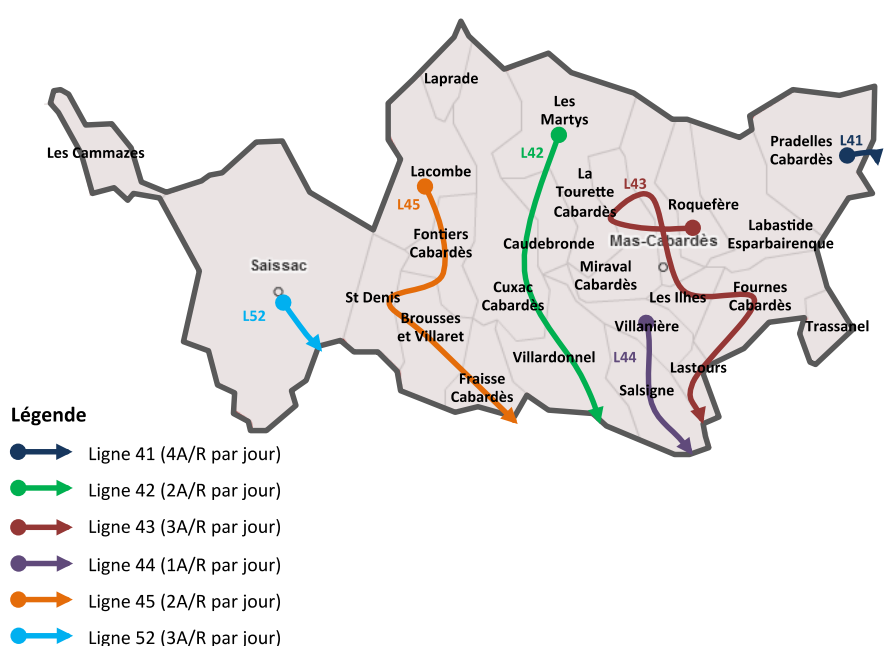 Laprade
Les
Martys
Pradelles
Cabardès
L41
Les Cammazes
L42
Lacombe
La
Tourette
Cabardès
L43
L45
Roquefère
Fontiers
Cabardès
Caudebronde
Mas-Cabardès
Labastide
Esparbairenque
Saissac
Miraval
Cabardès
St Denis
Cuxac
Cabardès
Les Ilhes
Fournes
Cabardès
L52
Brousses
et Villaret
Villanière
Trassanel
Villardonnel
L44
Lastours
Fraisse
Cabardès
Salsigne
Légende
Ligne 41 (4A/R par jour)
Ligne 42 (2A/R par jour)
Ligne 43 (3A/R par jour)
Ligne 44 (1A/R par jour)
Ligne 45 (2A/R par jour)
Ligne 52 (3A/R par jour)